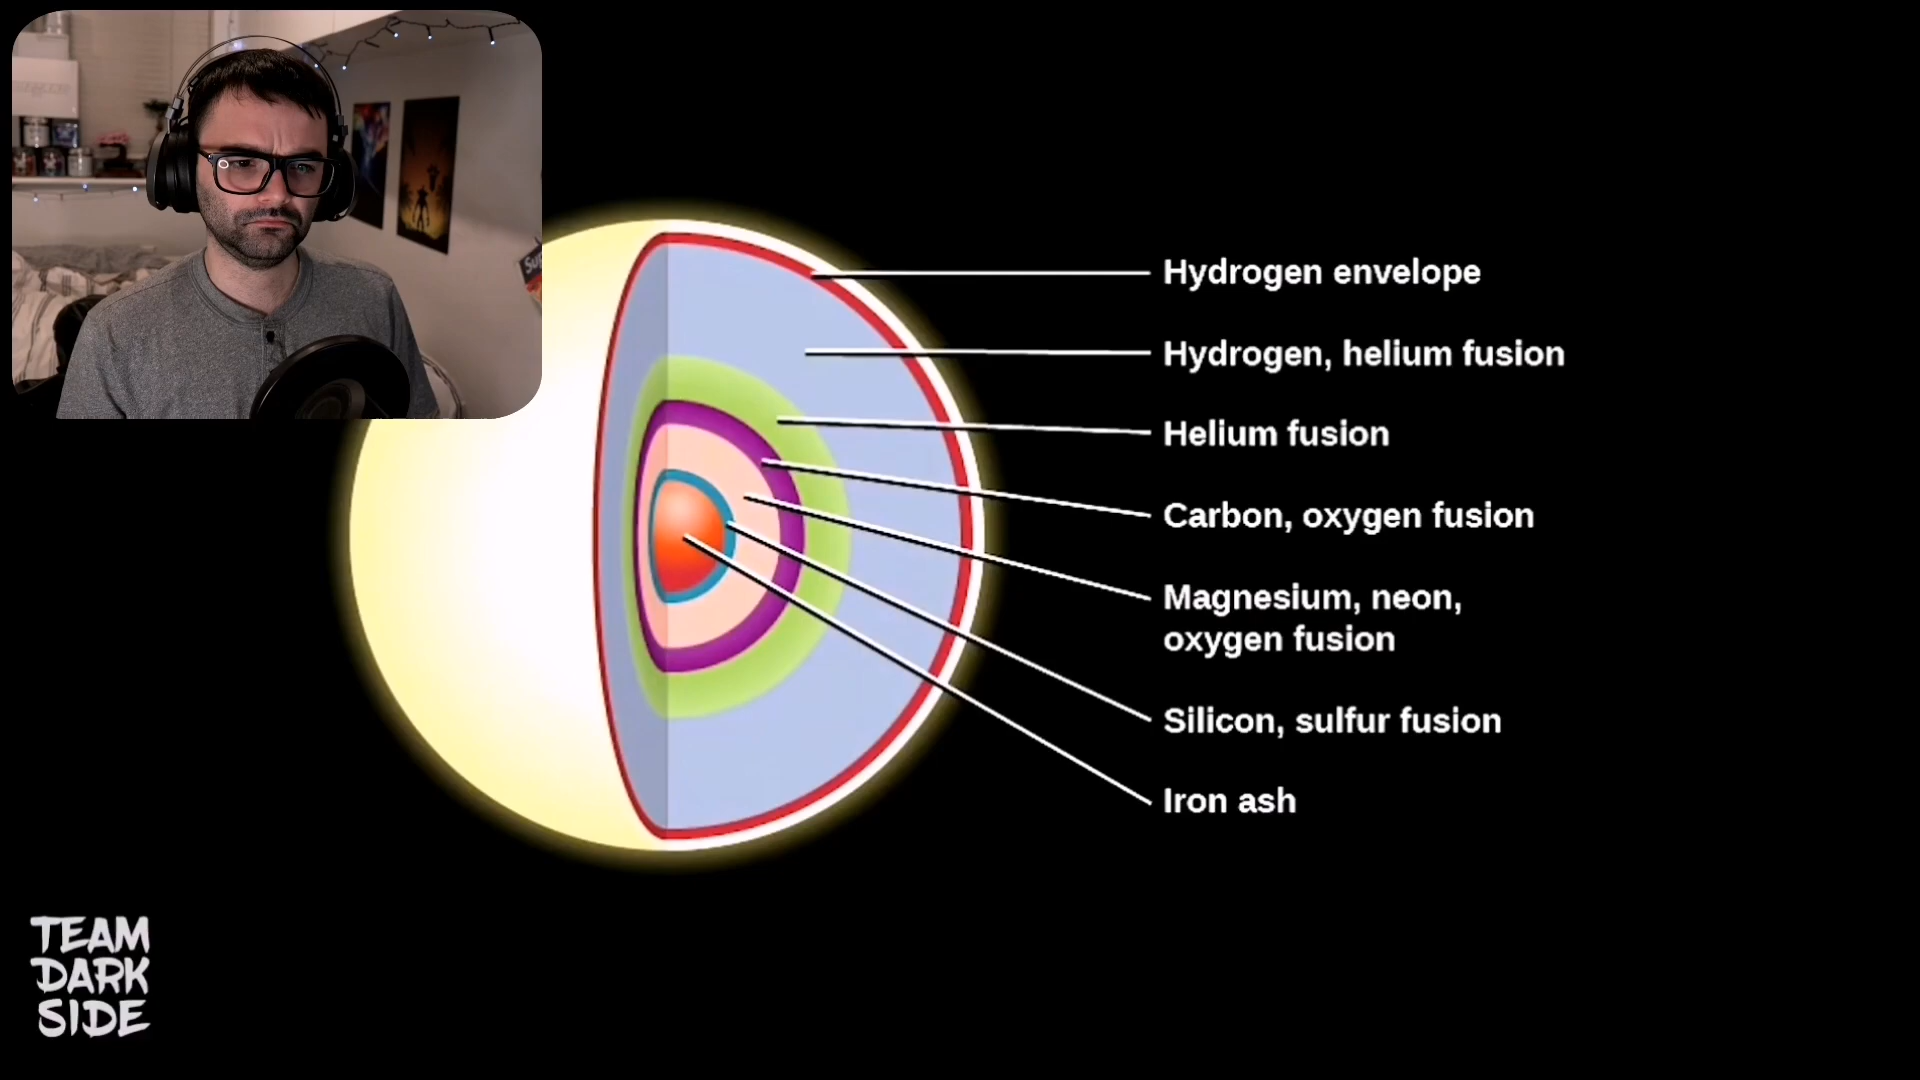 Hydrogen envelope
Hydrogen, helium fusion
Helium fusion
Carbon, oxygen fusion
Magnesium, neon,
oxygen fusion
Silicon, sulfur fusion
Iron ash
TEAM
DARK
SIDE